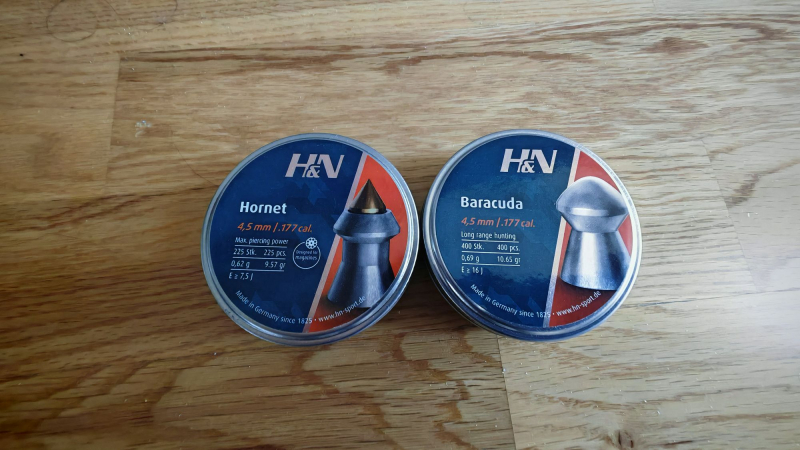 H&N
Hornet
4,5 mm /.177 cal.
Max. piercing power
225 Stk. 225 pcs.
0,62 g 9.57 gr
E ≥ 7,5 J
Designed for
magazines
Made in Germany since 1825 • www.hn-sport.de
H&N
Baracuda
4,5 mm /.177 cal.
Long range hunting
400 Stk. 400 pcs.
0,69 g 10.65 gr
E ≥ 16 J
Made in Germany since 1825 • www.hn-sport.de